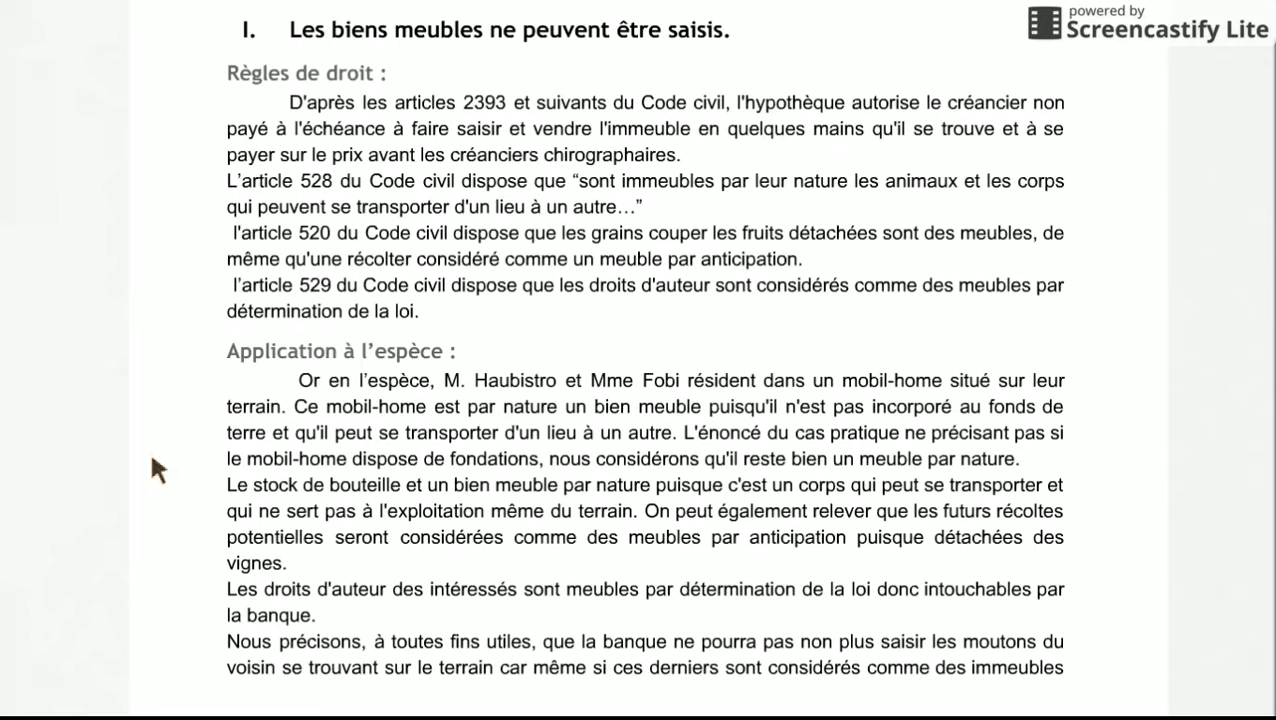 powered by
Screencastify Lite
I. Les biens meubles ne peuvent être saisis.
Règles de droit :
D'après les articles 2393 et suivants du Code civil, l'hypothèque autorise le créancier non
payé à l'échéance à faire saisir et vendre l'immeuble en quelques mains qu'il se trouve et à se
payer sur le prix avant les créanciers chirographaires.
L'article 528 du Code civil dispose que “sont immeubles par leur nature les animaux et les corps
qui peuvent se transporter d'un lieu à un autre…”
l'article 520 du Code civil dispose que les grains couper les fruits détachées sont des meubles, de
même qu'une récolter considéré comme un meuble par anticipation.
l'article 529 du Code civil dispose que les droits d'auteur sont considérés comme des meubles par
détermination de la loi.
Application à l'espèce :
Or en l'espèce, M. Haubistro et Mme Fobi résident dans un mobil-home situé sur leur
terrain. Ce mobil-home est par nature un bien meuble puisqu'il n'est pas incorporé au fonds de
terre et qu'il peut se transporter d'un lieu à un autre. L'énoncé du cas pratique ne précisant pas si
le mobil-home dispose de fondations, nous considérons qu'il reste bien un meuble par nature.
Le stock de bouteille et un bien meuble par nature puisque c'est un corps qui peut se transporter et
qui ne sert pas à l'exploitation même du terrain. On peut également relever que les futurs récoltes
potentielles seront considérées comme des meubles par anticipation puisque détachées des
vignes.
Les droits d'auteur des intéressés sont meubles par détermination de la loi donc intouchables par
la banque.
Nous précisons, à toutes fins utiles, que la banque ne pourra pas non plus saisir les moutons du
voisin se trouvant sur le terrain car même si ces derniers sont considérés comme des immeubles